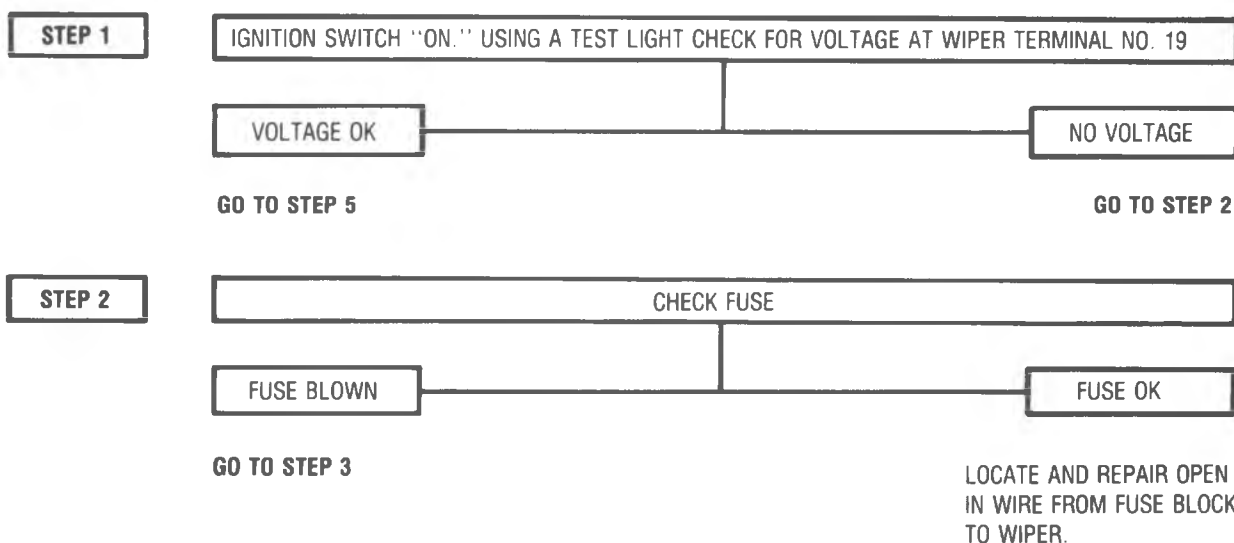 STEP 1
IGNITION SWITCH "ON." USING A TEST LIGHT CHECK FOR VOLTAGE AT WIPER TERMINAL NO. 19
VOLTAGE OK
NO VOLTAGE
GO TO STEP 5
GO TO STEP 2
STEP 2
CHECK FUSE
FUSE BLOWN
FUSE OK
GO TO STEP 3
LOCATE AND REPAIR OPEN
IN WIRE FROM FUSE BLOCK
TO WIPER.